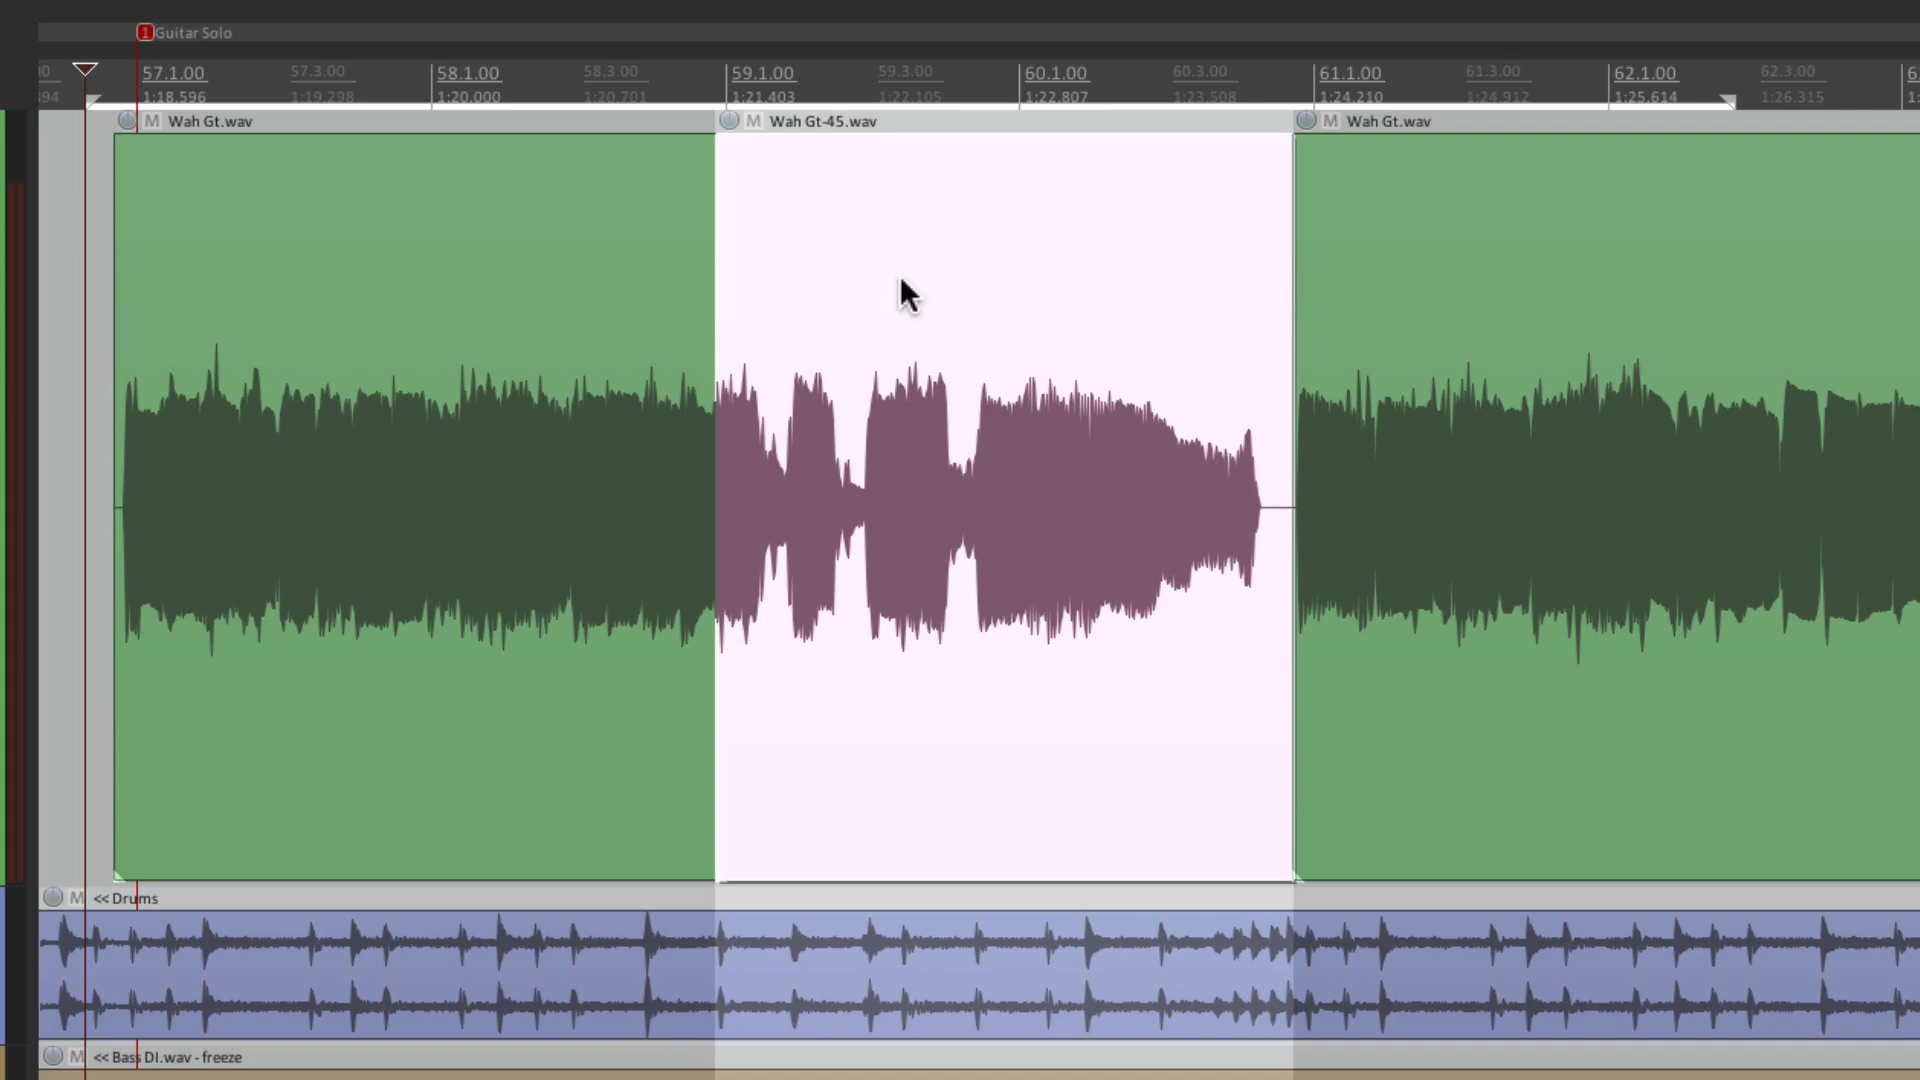 1 Guitar Solo
57.1.00 57.3.00 58.1.00 58.3.00 59.1.00 59.3.00 60.1.00 60.3.00 61.1.00 61.3.00 62.1.00 62.3.00
1:18.596 1:19.298 1:20.000 1:20.701 1:21.403 1:22.105 1:22.807 1:23.508 1:24.210 1:24.912 1:25.614 1:26.315
M Wah Gt.wav M Wah Gt-45.wav M Wah Gt.wav
M << Drums
M << Bass DI.wav - freeze